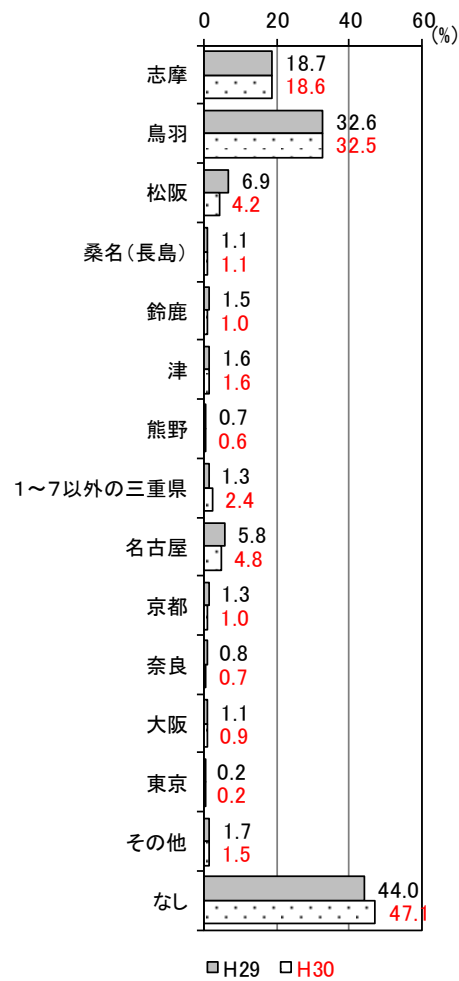 0 20 40 60
(%)
志摩 18.7
18.6
鳥羽 32.6
32.5
松阪 6.9
4.2
桑名（長島） 1.1
1.1
鈴鹿 1.5
1.0
津 1.6
1.6
熊野 0.7
0.6
１～７以外の三重県 1.3
2.4
名古屋 5.8
4.8
京都 1.3
1.0
奈良 0.8
0.7
大阪 1.1
0.9
東京 0.2
0.2
その他 1.7
1.5
なし 44.0
47.1
H29 H30